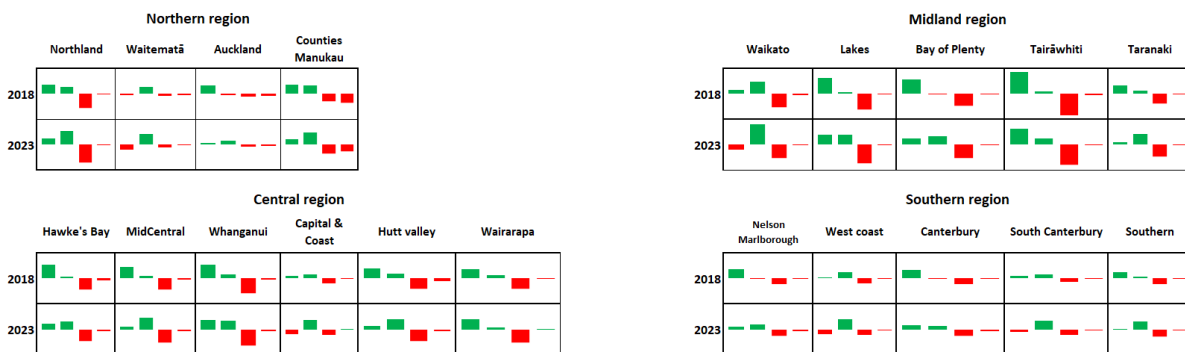 Northern region
Northland Waitematā Auckland Counties
Manukau
2018
2023
Midland region
Waikato Lakes Bay of Plenty Tairāwhiti Taranaki
2018
2023
Central region
Hawke's Bay MidCentral Whanganui Capital &
Coast Hutt valley Wairarapa
2018
2023
Southern region
Nelson
Marlborough West coast Canterbury South Canterbury Southern
2018
2023